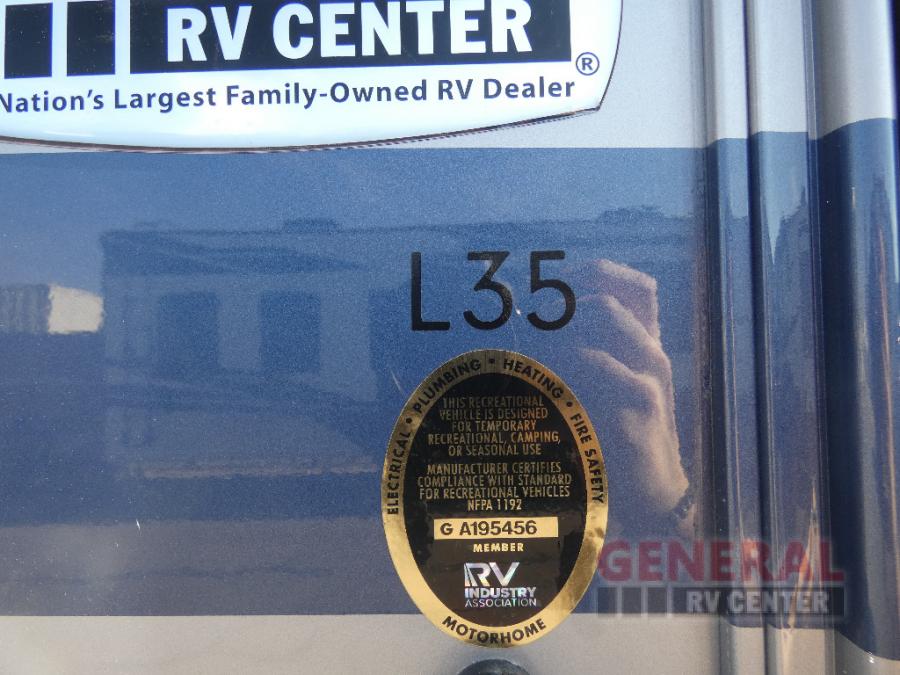 RV CENTER
®
Nation's Largest Family-Owned RV Dealer
L35
ELECTRICAL • PLUMBING • HEATING • FIRE SAFETY
THIS RECREATIONAL
VEHICLE IS DESIGNED
FOR TEMPORARY
RECREATIONAL, CAMPING,
OR SEASONAL USE
MANUFACTURER CERTIFIES
COMPLIANCE WITH STANDARD
FOR RECREATIONAL VEHICLES
NFPA 1192
G A195456
MEMBER
RV
INDUSTRY
ASSOCIATION
MOTORHOME
GENERAL
RV CENTER